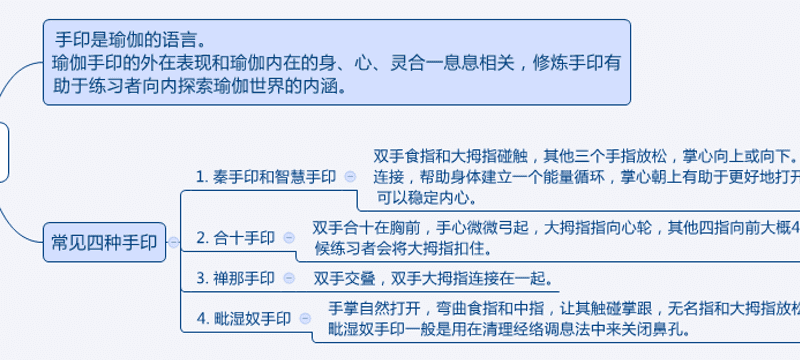 手印是瑜伽的语言。
瑜伽手印的外在表现和瑜伽内在的身、心、灵合一息息相关，修炼手印有
助于练习者向内探索瑜伽世界的内涵。
常见四种手印
1. 秦手印和智慧手印
双手食指和大拇指碰触，其他三个手指放松，掌心向上或向下。
连接，帮助身体建立一个能量循环，掌心朝上有助于更好地打开
可以稳定内心。
2. 合十手印
双手合十在胸前，手心微微弓起，大拇指指向心轮，其他四指向前大概4
候练习者会将大拇指扣住。
3. 禅那手印
双手交叠，双手大拇指连接在一起。
4. 毗湿奴手印
手掌自然打开，弯曲食指和中指，让其触碰掌跟，无名指和大拇指放松
毗湿奴手印一般是用在清理经络调息法中来关闭鼻孔。